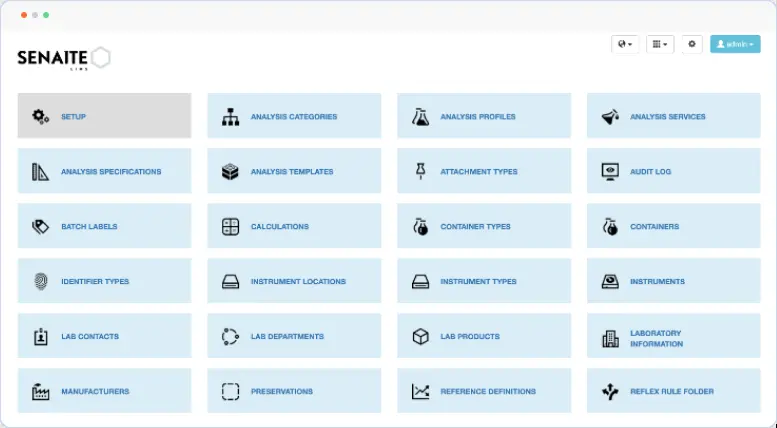 SENAITE
LIMS
admin
SETUP
ANALYSIS CATEGORIES
ANALYSIS PROFILES
ANALYSIS SERVICES
ANALYSIS SPECIFICATIONS
ANALYSIS TEMPLATES
ATTACHMENT TYPES
AUDIT LOG
BATCH LABELS
CALCULATIONS
CONTAINER TYPES
CONTAINERS
IDENTIFIER TYPES
INSTRUMENT LOCATIONS
INSTRUMENT TYPES
INSTRUMENTS
LAB CONTACTS
LAB DEPARTMENTS
LAB PRODUCTS
LABORATORY
INFORMATION
MANUFACTURERS
PRESERVATIONS
REFERENCE DEFINITIONS
REFLEX RULE FOLDER